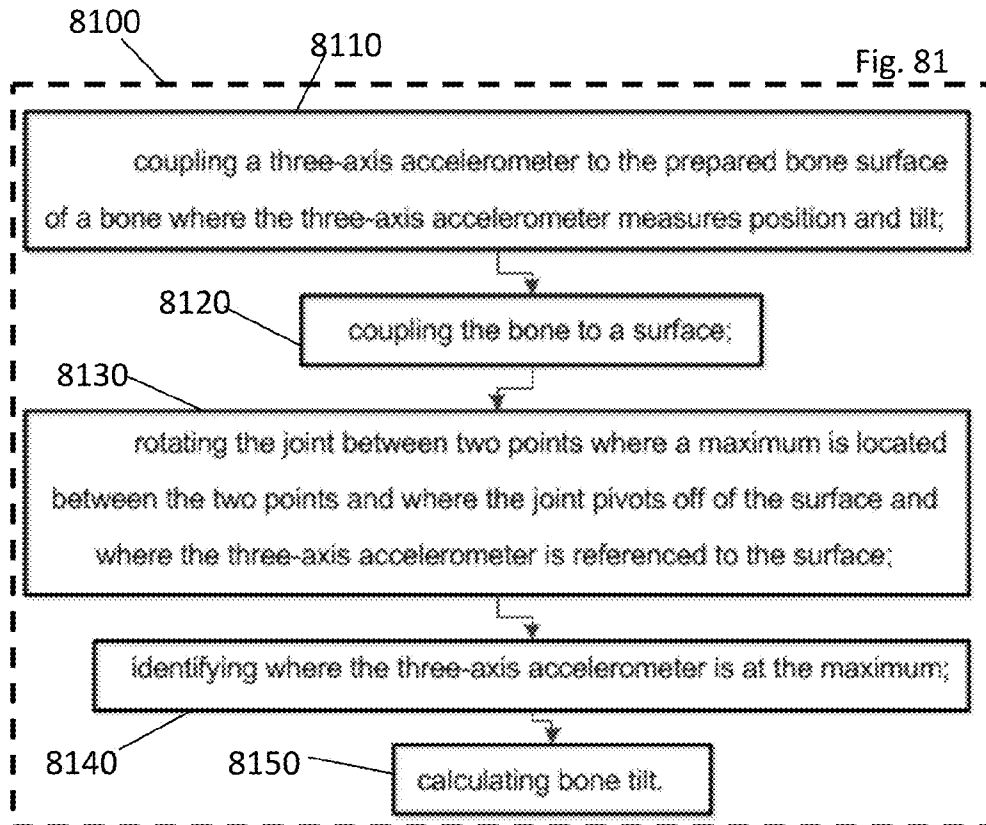 8100
8110
Fig. 81
coupling a three-axis accelerometer to the prepared bone surface
of a bone where the three-axis accelerometer measures position and tilt;
8120
coupling the bone to a surface;
8130
rotating the joint between two points where a maximum is located
between the two points and where the joint pivots off of the surface and
where the three-axis accelerometer is referenced to the surface;
identifying where the three-axis accelerometer is at the maximum;
8140
8150
calculating bone tilt.